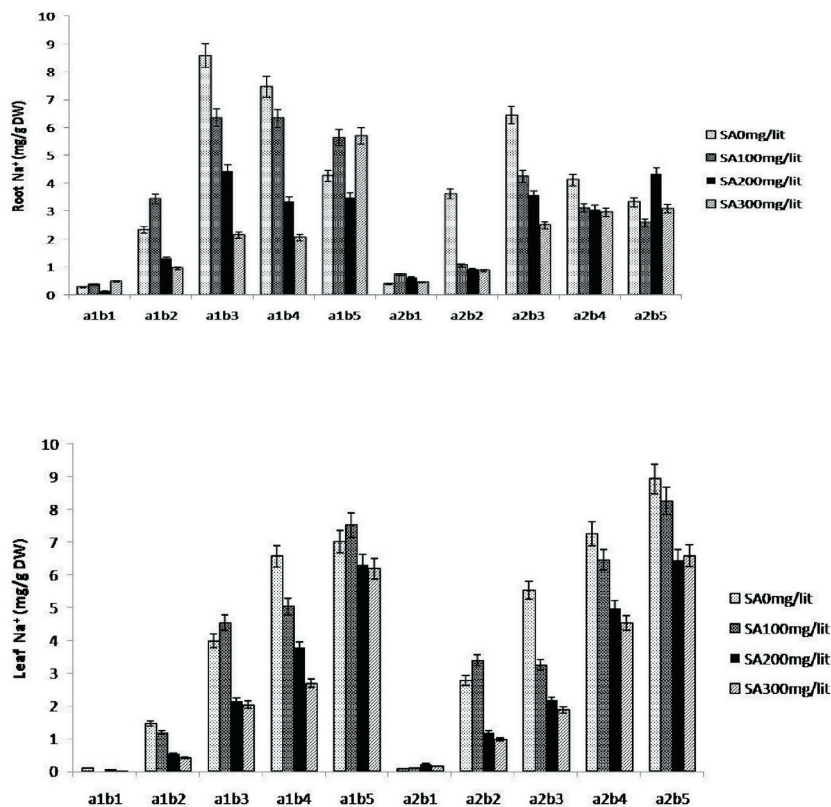 10
9
8
7
6
5
4
3
2
1
0
Root Na⁺ (mg/g DW)
a1b1 a1b2 a1b3 a1b4 a1b5 a2b1 a2b2 a2b3 a2b4 a2b5
SA0mg/lit
SA100mg/lit
SA200mg/lit
SA300mg/lit
10
9
8
7
6
5
4
3
2
1
0
Leaf Na⁺ (mg/g DW)
a1b1 a1b2 a1b3 a1b4 a1b5 a2b1 a2b2 a2b3 a2b4 a2b5
SA0mg/lit
SA100mg/lit
SA200mg/lit
SA300mg/lit